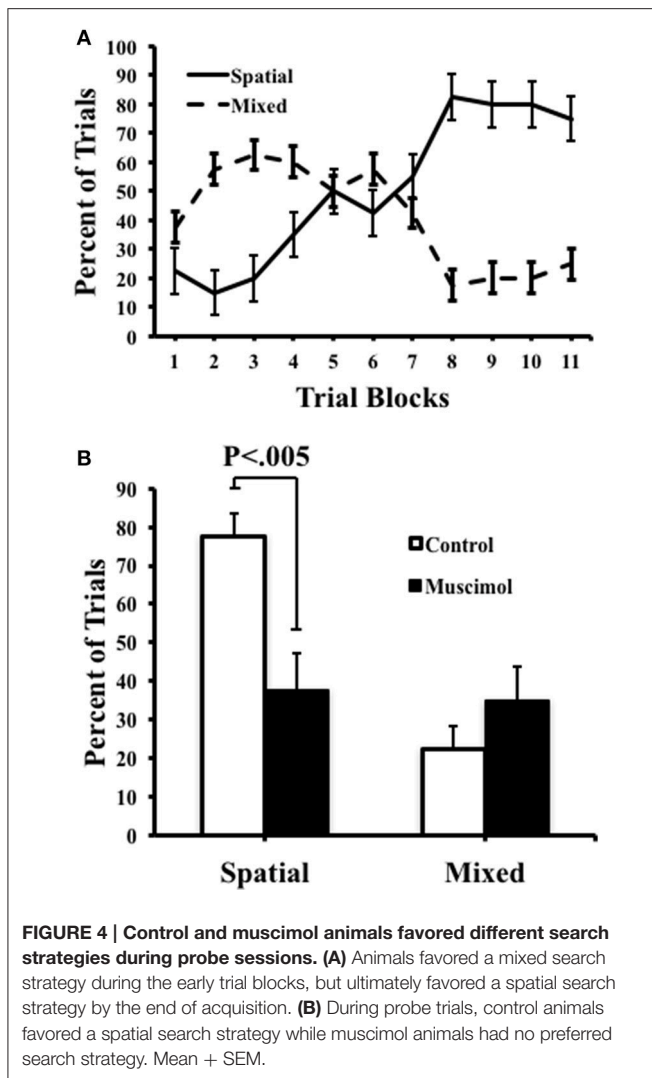 A
100
90
80
70
60
50
40
30
20
10
0
Percent of Trials
Spatial
Mixed
1 2 3 4 5 6 7 8 9 10 11
Trial Blocks
B
P<.005
90
80
70
60
50
40
30
20
10
0
Percent of Trials
Control
Muscimol
Spatial Mixed
FIGURE 4 | Control and muscimol animals favored different search
strategies during probe sessions. (A) Animals favored a mixed search
strategy during the early trial blocks, but ultimately favored a spatial search
strategy by the end of acquisition. (B) During probe trials, control animals
favored a spatial search strategy while muscimol animals had no preferred
search strategy. Mean + SEM.